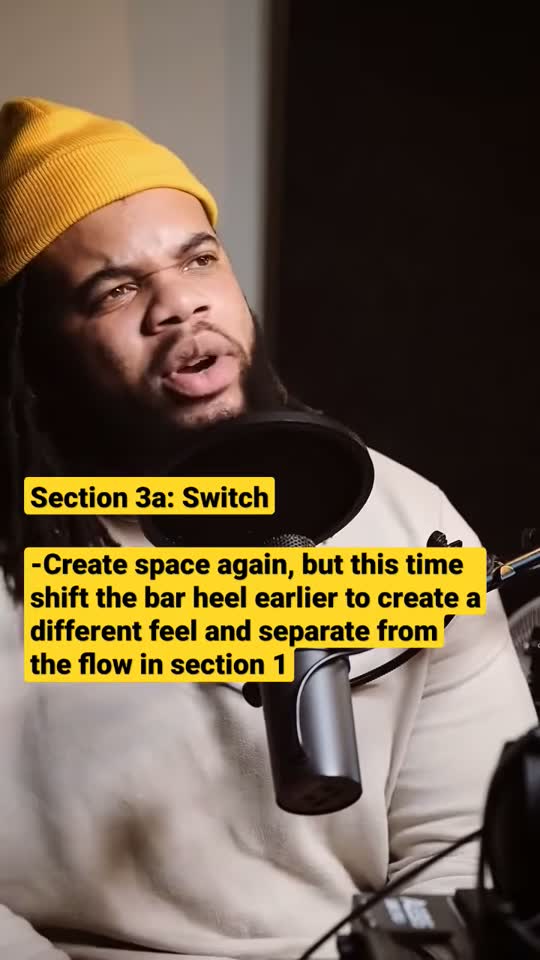 Section 3a: Switch
-Create space again, but this time
shift the bar heel earlier to create a
different feel and separate from
the flow in section 1